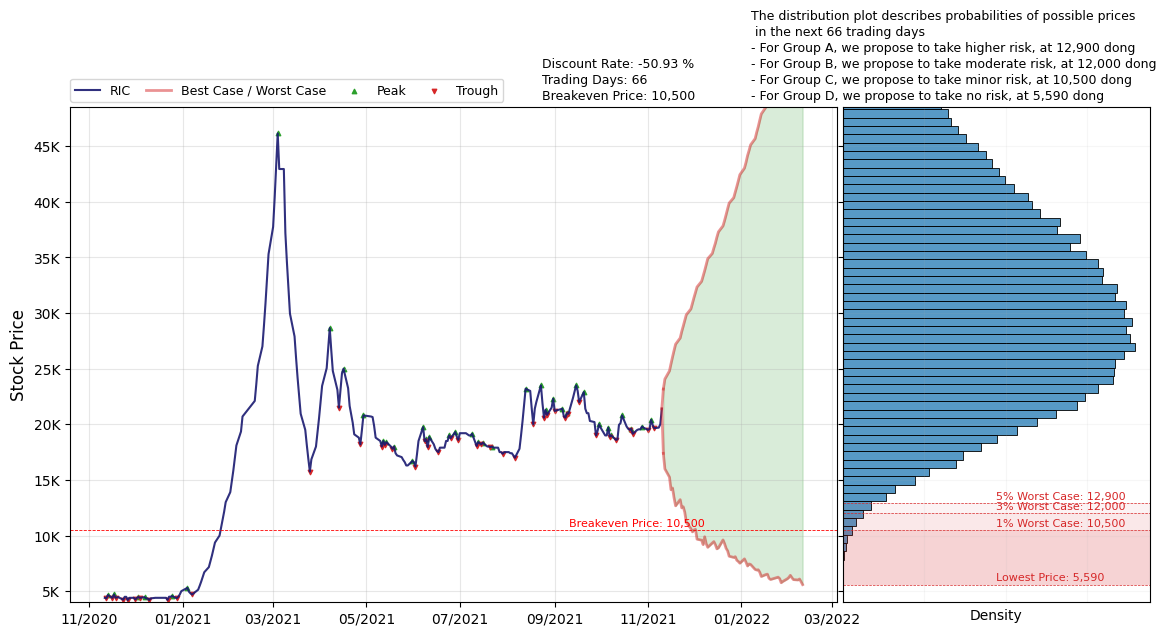 The distribution plot describes probabilities of possible prices
in the next 66 trading days
- For Group A, we propose to take higher risk, at 12,900 dong
- For Group B, we propose to take moderate risk, at 12,000 dong
- For Group C, we propose to take minor risk, at 10,500 dong
- For Group D, we propose to take no risk, at 5,590 dong
Discount Rate: -50.93 %
Trading Days: 66
Breakeven Price: 10,500
RIC
Best Case / Worst Case
Peak
Trough
Stock Price
45K
40K
35K
30K
25K
20K
15K
10K
5K
Breakeven Price: 10,500
5% Worst Case: 12,900
3% Worst Case: 12,000
1% Worst Case: 10,500
Lowest Price: 5,590
11/2020
01/2021
03/2021
05/2021
07/2021
09/2021
11/2021
01/2022
03/2022
Density